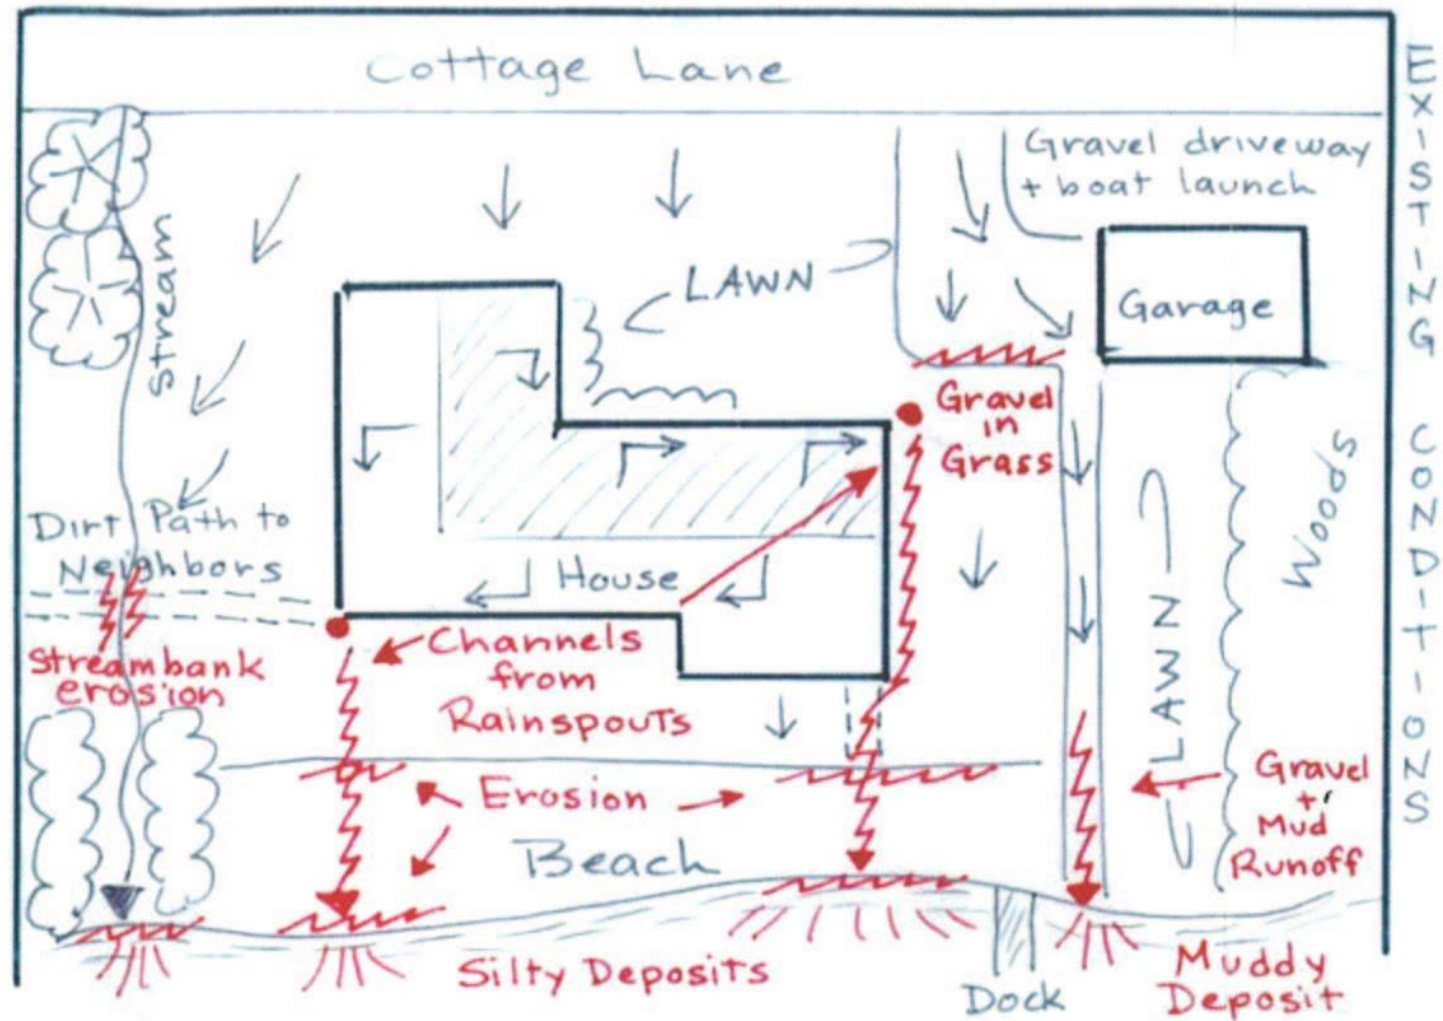 Cottage Lane
EXISTING CONDITIONS
Gravel driveway
+ boat launch
Stream
LAWN
Garage
Gravel
in
Grass
Woods
Dirt Path to
Neighbors
House
Streambank
erosion
Channels
from
Rainspouts
LAWN
Erosion
Gravel
+
Mud
Runoff
Beach
Silty Deposits
Dock
Muddy
Deposit